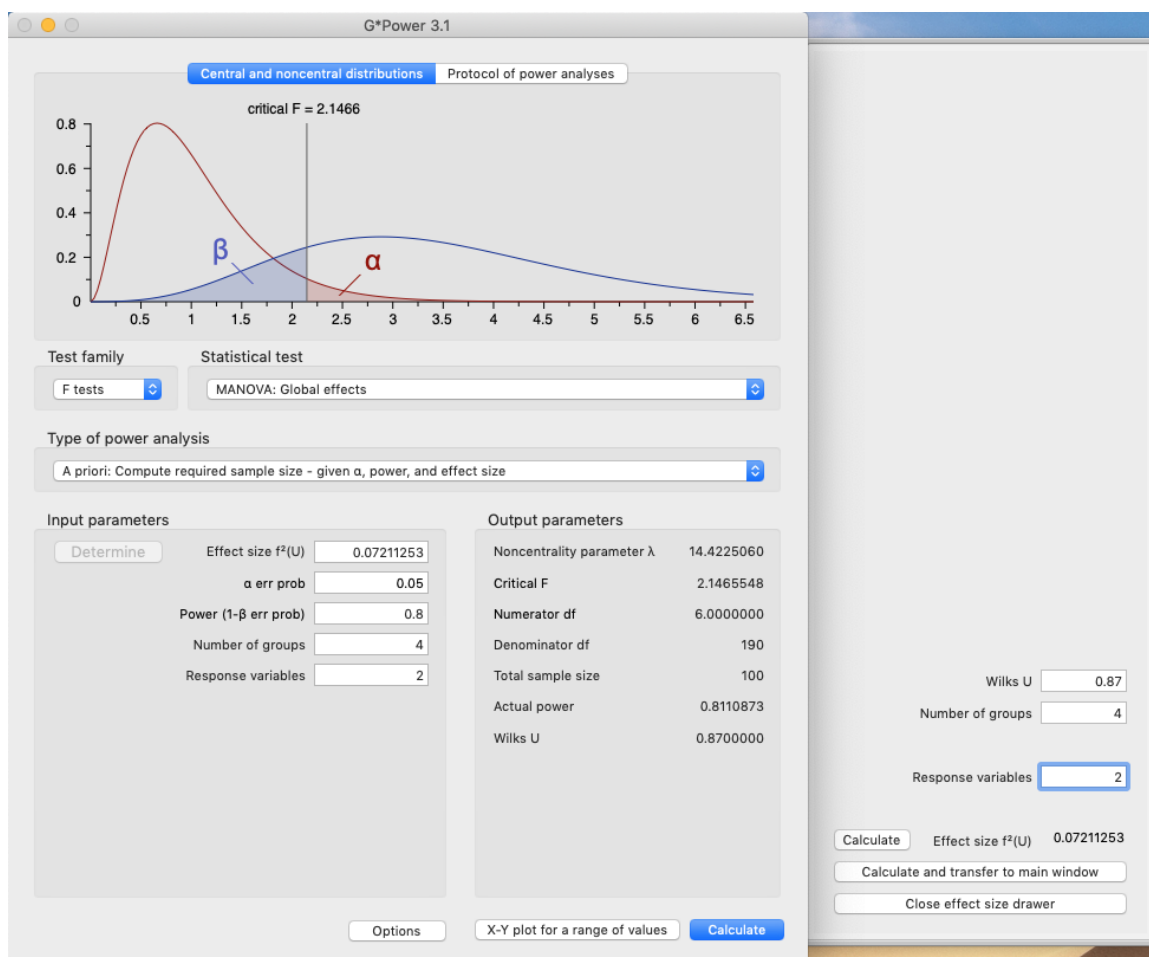 G*Power 3.1
Central and noncentral distributions Protocol of power analyses
critical F = 2.1466
0.8
0.6
0.4
0.2
0
β
α
0.5 1 1.5 2 2.5 3 3.5 4 4.5 5 5.5 6 6.5
Test family Statistical test
F tests MANOVA: Global effects
Type of power analysis
A priori: Compute required sample size - given α, power, and effect size
Input parameters
Determine Effect size f²(U) 0.07211253
α err prob 0.05
Power (1-β err prob) 0.8
Number of groups 4
Response variables 2
Output parameters
Noncentrality parameter λ 14.4225060
Critical F 2.1465548
Numerator df 6.0000000
Denominator df 190
Total sample size 100
Actual power 0.8110873
Wilks U 0.8700000
Options X-Y plot for a range of values Calculate
Wilks U 0.87
Number of groups 4
Response variables 2
Calculate Effect size f²(U) 0.07211253
Calculate and transfer to main window
Close effect size drawer